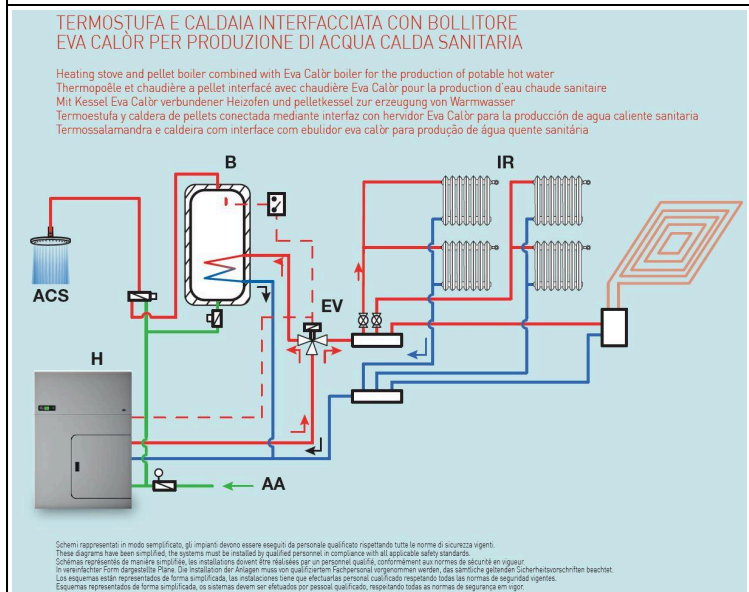 TERMOSTUFA E CALDAIA INTERFACCIATA CON BOLLITORE
EVA CALÒR PER PRODUZIONE DI ACQUA CALDA SANITARIA
Heating stove and pellet boiler combined with Eva Calòr boiler for the production of potable hot water
Thermopoêle et chaudière a pellet interfacé avec chaudière Eva Calòr pour la production d'eau chaude sanitaire
Mit Kessel Eva Calòr verbundener Heizofen und pelletkessel zur erzeugung von Warmwasser
Termoestufa y caldera de pellets conectada mediante interfaz con hervidor Eva Calòr para la producción de agua caliente sanitaria
Termossalamandra e caldeira com interface com ebulidor eva calòr para produção de água quente sanitária
B
IR
ACS
EV
H
AA
Schemi rappresentati in modo semplificato, gli impianti devono essere eseguiti da personale qualificato rispettando tutte le norme di sicurezza vigenti.
These diagrams have been simplified; the systems must be installed by qualified personnel in compliance with all applicable safety standards.
Schémas représentés de manière simplifiée, les installations doivent être réalisées par un personnel qualifié, conformément aux normes de sécurité en vigueur.
In vereinfachter Form dargestellte Pläne. Die Installation der Anlagen muss von qualifiziertem Fachpersonal vorgenommen werden, das sämtliche geltenden Sicherheitsvorschriften beachtet.
Los esquemas están representados de forma simplificada, las instalaciones tiene que efectuarlas personal cualificado respetando todas las normas de seguridad vigentes.
Esquemas representados de forma simplificada, os sistemas devem ser efetuados por pessoal qualificado, respeitando todas as normas de segurança em vigor.